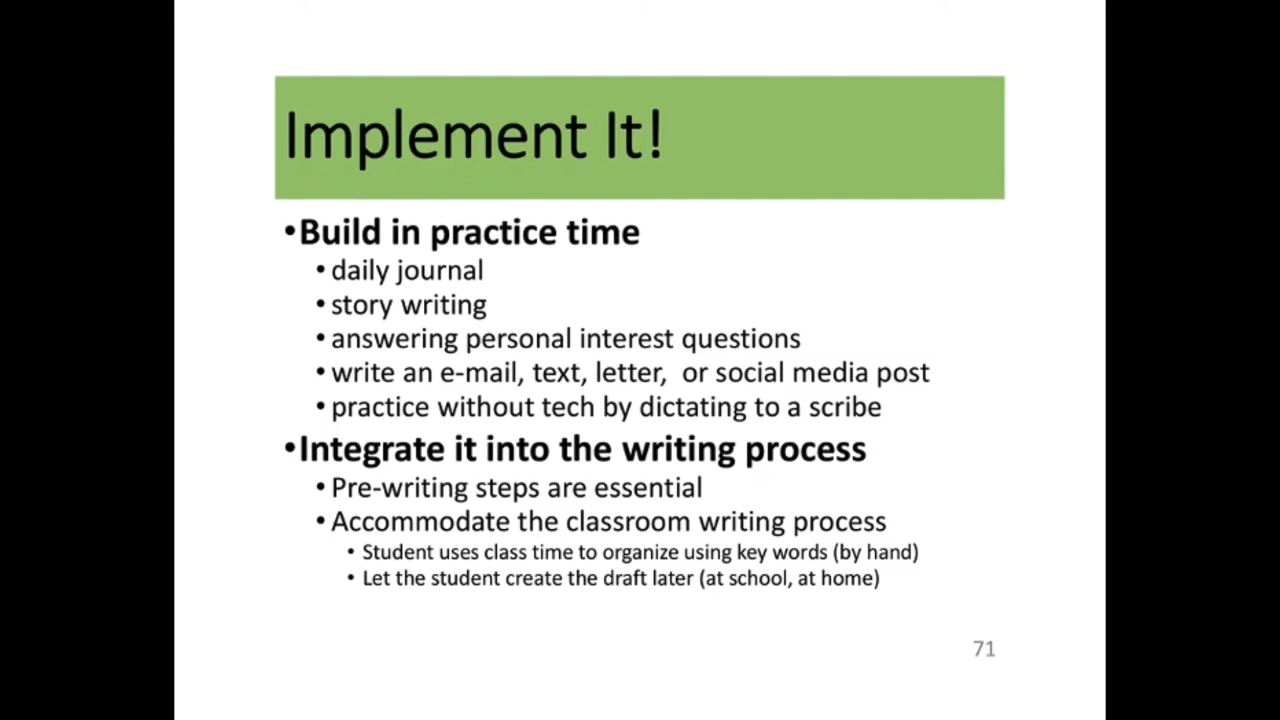 Implement It!
•Build in practice time
• daily journal
• story writing
• answering personal interest questions
• write an e-mail, text, letter,  or social media post
• practice without tech by dictating to a scribe
•Integrate it into the writing process
• Pre-writing steps are essential
• Accommodate the classroom writing process
• Student uses class time to organize using key words (by hand)
• Let the student create the draft later (at school, at home)
71